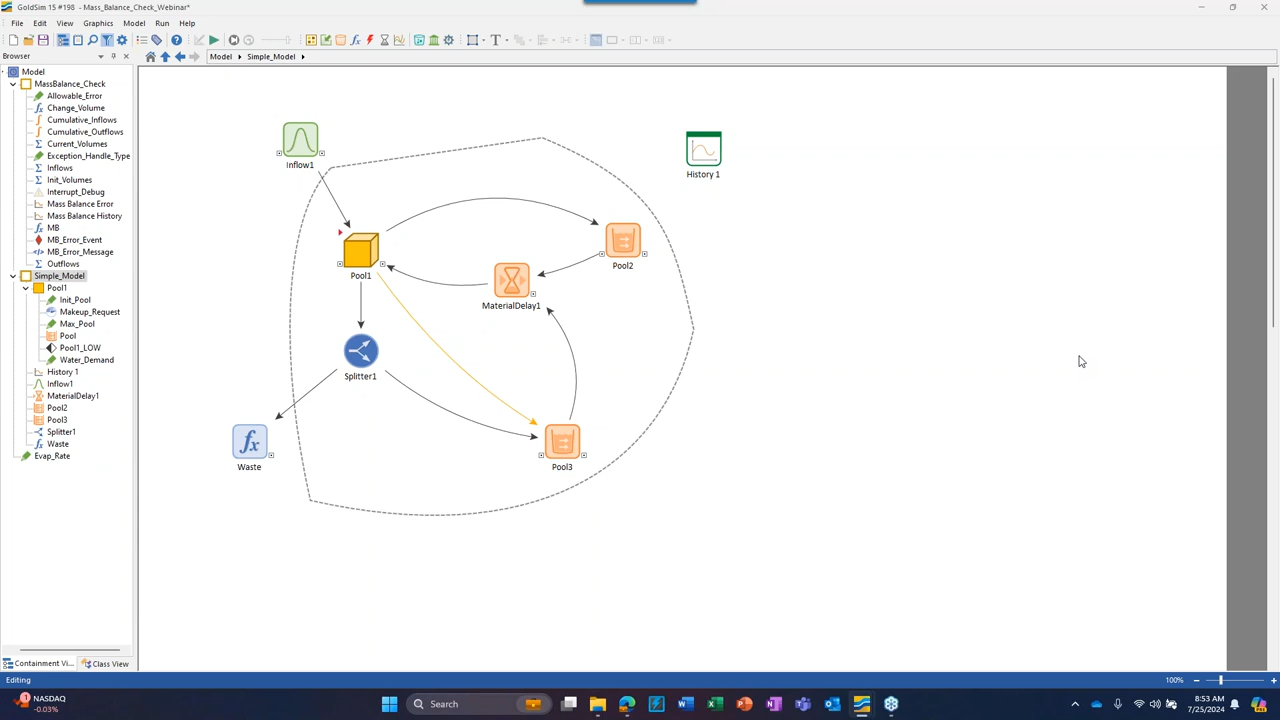 GoldSim 15 #198 - Mass_Balance_Check_Webinar*
File Edit View Graphics Model Run Help
Browser
Model Simple_Model
Model
MassBalance_Check
Allowable_Error
Change_Volume
Cumulative_Inflows
Cumulative_Outflows
Current_Volumes
Exception_Handle_Type
Inflows
Init_Volumes
Interrupt_Debug
Mass Balance Error
Mass Balance History
MB
MB_Error_Event
MB_Error_Message
Outflows
Simple_Model
Pool1
Init_Pool
Makeup_Request
Max_Pool
Pool
Pool1_LOW
Water_Demand
History 1
Inflow1
MaterialDelay1
Pool2
Pool3
Splitter1
Waste
Evap_Rate
Inflow1
History 1
Pool1
Pool2
MaterialDelay1
Splitter1
fx
Waste
Pool3
Containment Vi...
Class View
Editing
100%
1
NASDAQ
-0.03%
Search
8:53 AM
7/25/2024